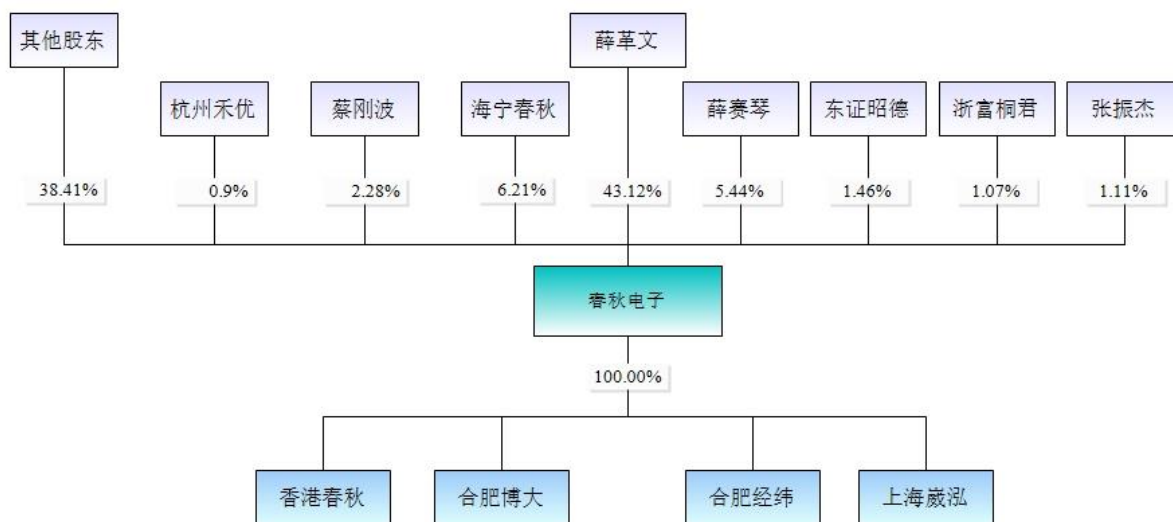 其他股东
薛革文
杭州禾优
蔡刚波
海宁春秋
薛赛琴
东证昭德
浙富桐君
张振杰
38.41%
0.9%
2.28%
6.21%
43.12%
5.44%
1.46%
1.07%
1.11%
春秋电子
100.00%
香港春秋
合肥博大
合肥经纬
上海崴泓